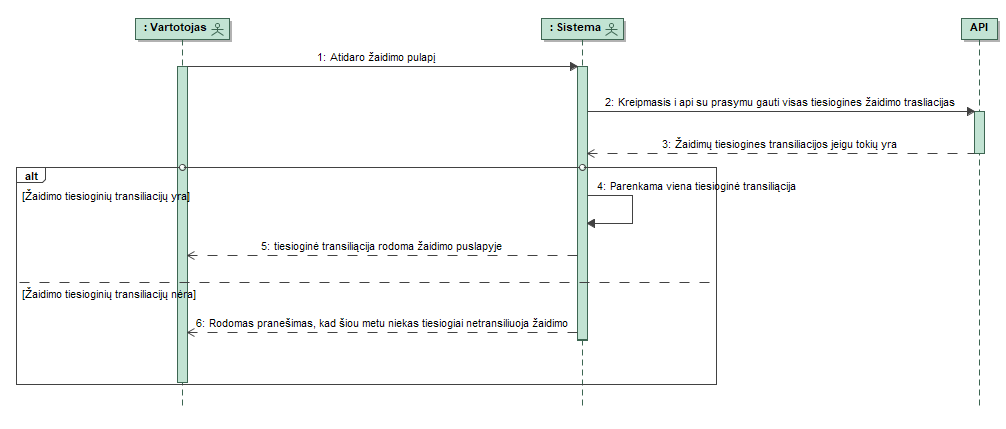 : Vartotojas
: Sistema
API
1: Atidaro žaidimo pulapį
2: Kreipmasis i api su prasymu gauti visas tiesiogines žaidimo trasliacijas
3: Žaidimų tiesiogines transiliacijos jeigu tokių yra
alt
[Žaidimo tiesioginių transiliacijų yra]
4: Parenkama viena tiesioginė transiliącija
5: tiesioginė transiliącija rodoma žaidimo puslapyje
[Žaidimo tiesioginių transiliacijų nėra]
6: Rodomas pranešimas, kad šiou metu niekas tiesiogiai netransiliuoja žaidimo